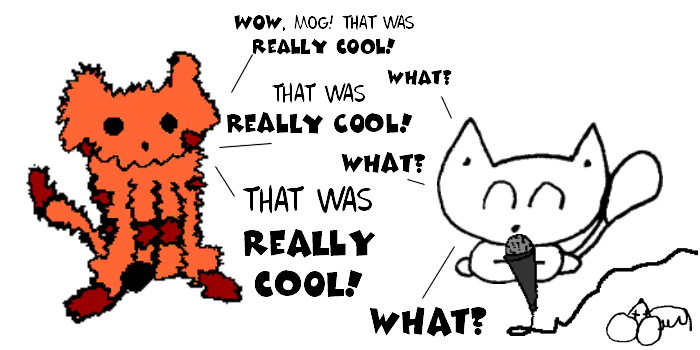 WOW, MOG! THAT WAS
REALLY COOL!
WHAT?
THAT WAS
REALLY COOL!
WHAT?
THAT WAS
REALLY
COOL!
WHAT?